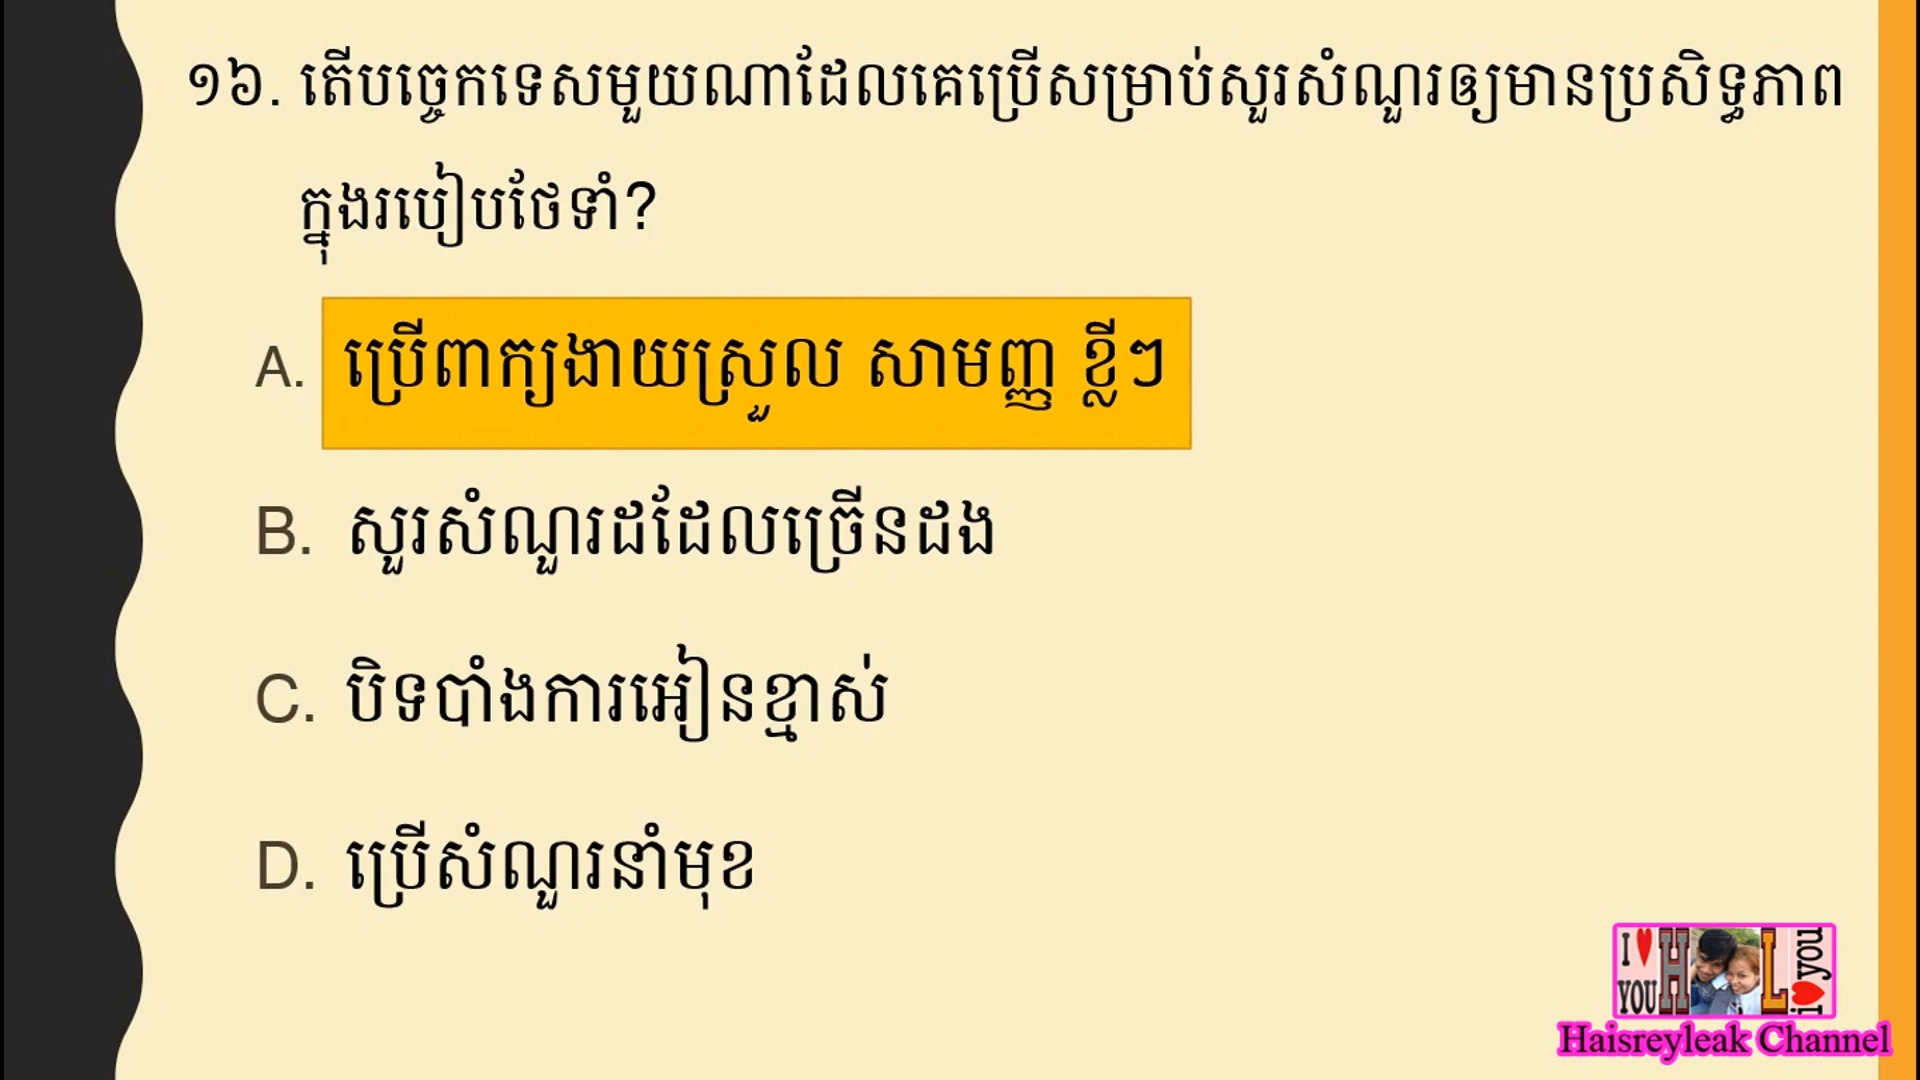 ១៦. តើបច្ចេកទេសមួយណាដែលគេប្រើសម្រាប់សួរសំណួរឲ្យមានប្រសិទ្ធភាព
ក្នុងរបៀបថែទាំ?
A. ប្រើពាក្យងាយស្រួល សាមញ្ញ ខ្លីៗ
B. សួរសំណួរដដែលច្រើនដង
C. បិទបាំងការអៀនខ្មាស់
D. ប្រើសំណួរនាំមុខ
I ♥ YOU H L i ♥ you
Haisreyleak Channel